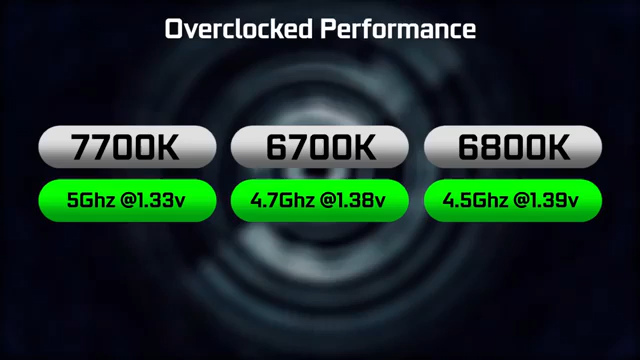 Overclocked Performance
7700K 6700K 6800K
5Ghz @1.33v 4.7Ghz @1.38v 4.5Ghz @1.39v